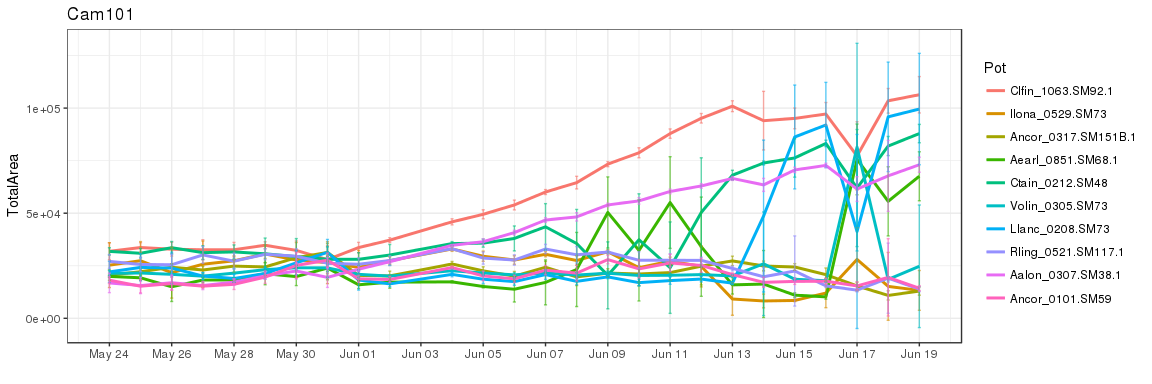 Cam101
TotalArea
1e+05
5e+04
0e+00
May 24 May 26 May 28 May 30 Jun 01 Jun 03 Jun 05 Jun 07 Jun 09 Jun 11 Jun 13 Jun 15 Jun 17 Jun 19
Pot
Clfin_1063.SM92.1
Ilona_0529.SM73
Ancor_0317.SM151B.1
Aearl_0851.SM68.1
Ctain_0212.SM48
Volin_0305.SM73
Llanc_0208.SM73
Rling_0521.SM117.1
Aalon_0307.SM38.1
Ancor_0101.SM59